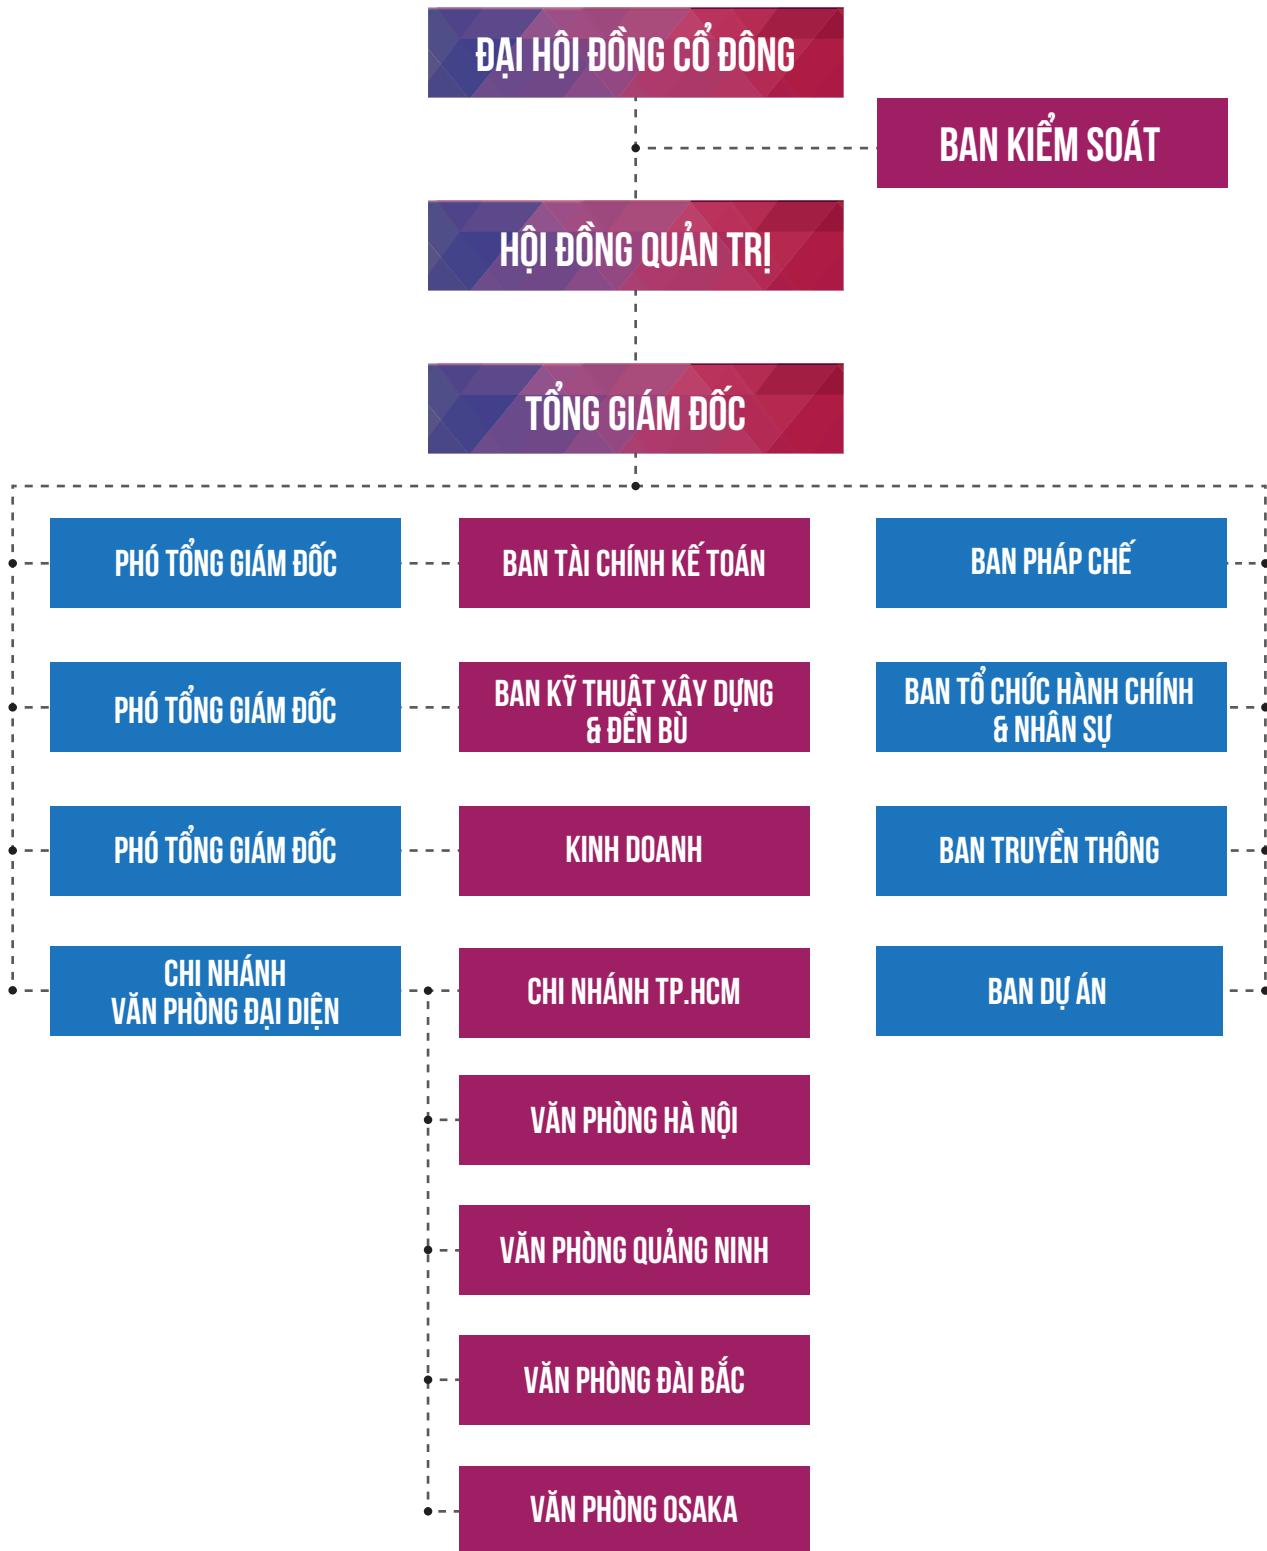 ĐẠI HỘI ĐỒNG CỔ ĐÔNG
BAN KIỂM SOÁT
HỘI ĐỒNG QUẢN TRỊ
TỔNG GIÁM ĐỐC
PHÓ TỔNG GIÁM ĐỐC
BAN TÀI CHÍNH KẾ TOÁN
BAN PHÁP CHẾ
PHÓ TỔNG GIÁM ĐỐC
BAN KỸ THUẬT XÂY DỰNG
& ĐỀN BÙ
BAN TỔ CHỨC HÀNH CHÍNH
& NHÂN SỰ
PHÓ TỔNG GIÁM ĐỐC
KINH DOANH
BAN TRUYỀN THÔNG
CHI NHÁNH
VĂN PHÒNG ĐẠI DIỆN
CHI NHÁNH TP.HCM
BAN DỰ ÁN
VĂN PHÒNG HÀ NỘI
VĂN PHÒNG QUẢNG NINH
VĂN PHÒNG ĐÀI BẮC
VĂN PHÒNG OSAKA